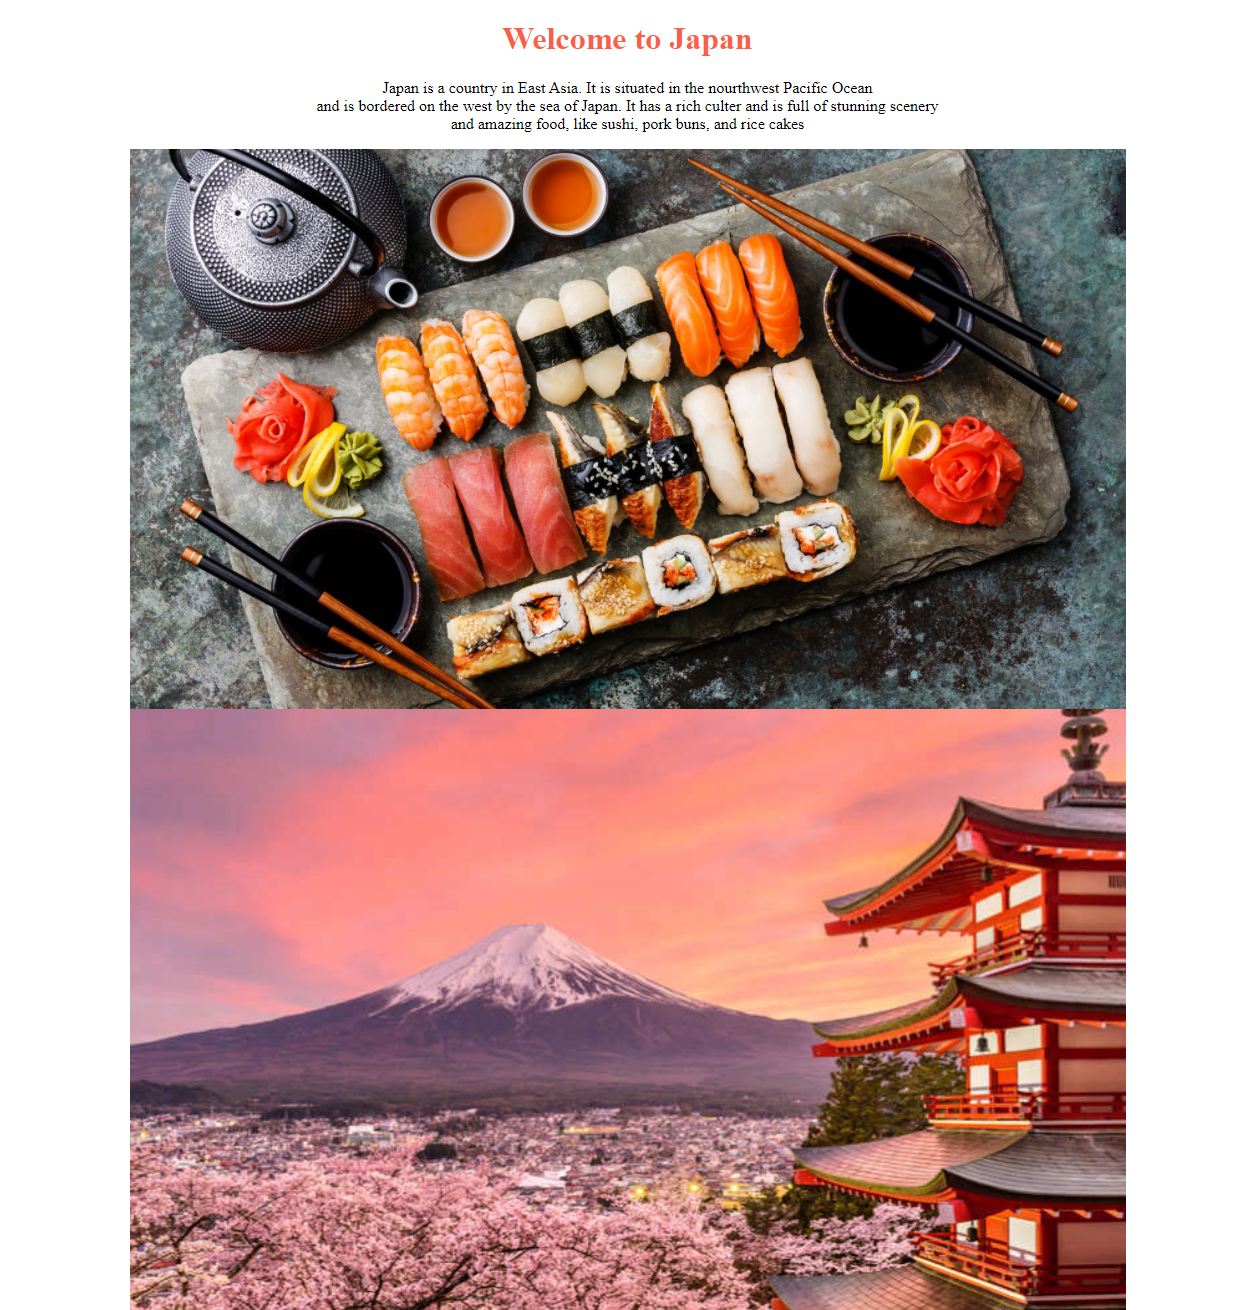 Welcome to Japan
Japan is a country in East Asia. It is situated in the nourthwest Pacific Ocean
and is bordered on the west by the sea of Japan. It has a rich culter and is full of stunning scenery
and amazing food, like sushi, pork buns, and rice cakes